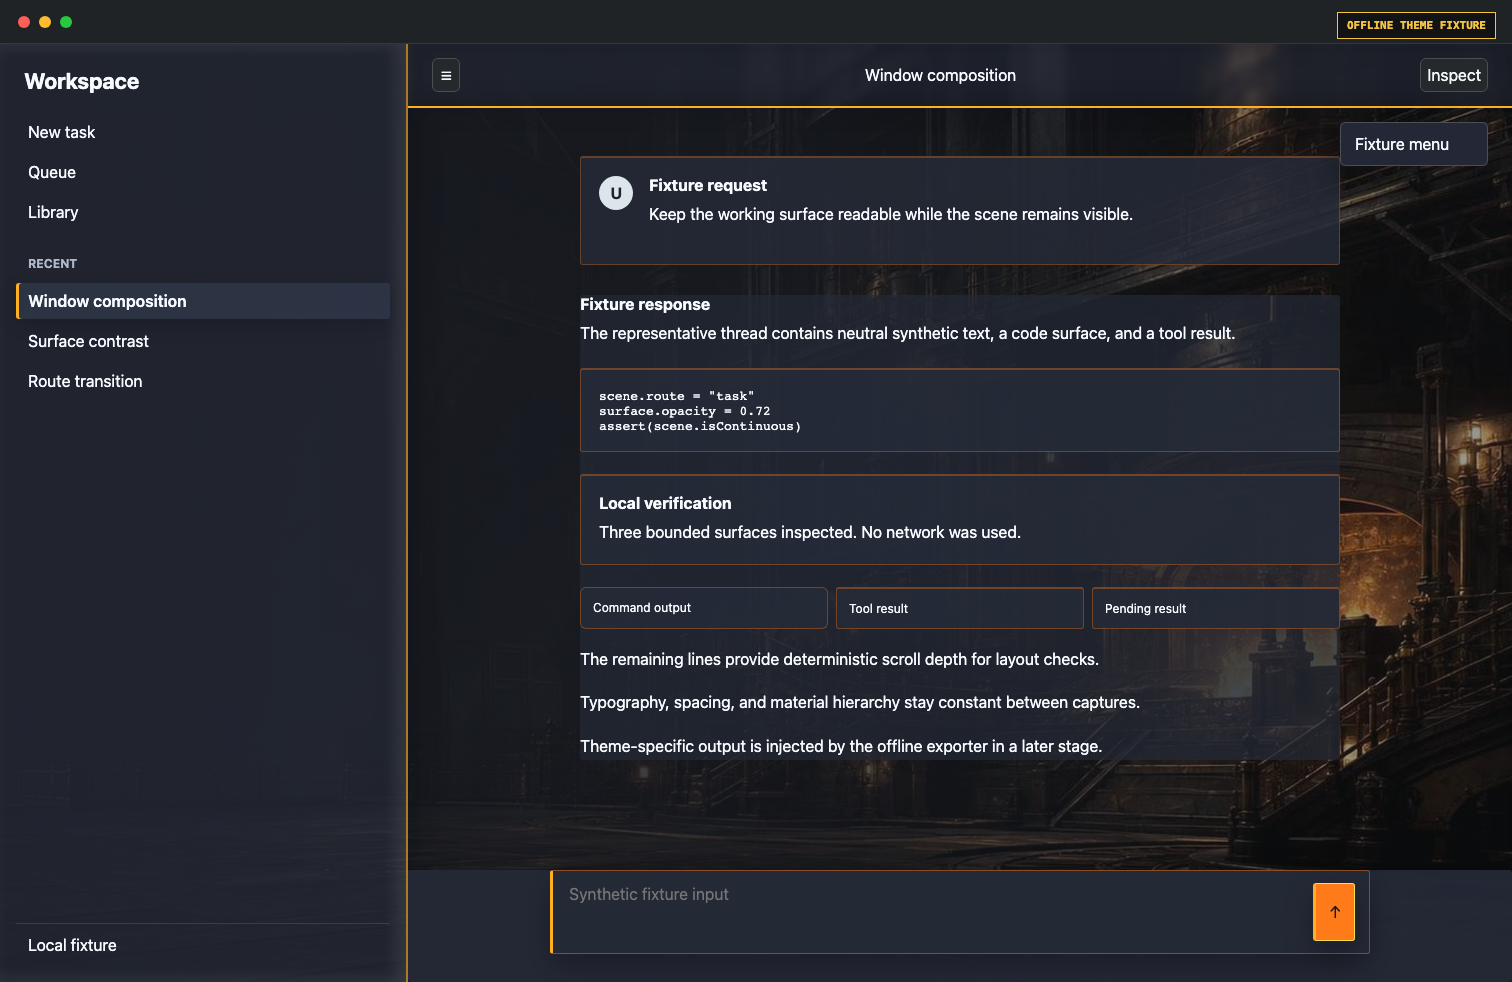 OFFLINE THEME FIXTURE
Workspace
New task
Queue
Library
RECENT
Window composition
Surface contrast
Route transition
Local fixture
≡
Window composition
Inspect
Fixture menu
U
Fixture request
Keep the working surface readable while the scene remains visible.
Fixture response
The representative thread contains neutral synthetic text, a code surface, and a tool result.
scene.route = "task"
surface.opacity = 0.72
assert(scene.isContinuous)
Local verification
Three bounded surfaces inspected. No network was used.
Command output
Tool result
Pending result
The remaining lines provide deterministic scroll depth for layout checks.
Typography, spacing, and material hierarchy stay constant between captures.
Theme-specific output is injected by the offline exporter in a later stage.
Synthetic fixture input
↑